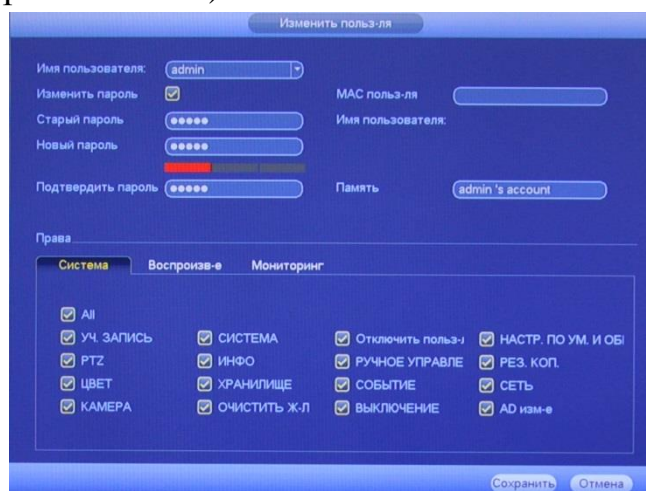 Изменить польз-ля
Имя пользователя: admin
Изменить пароль
МАС польз-ля
Старый пароль
Имя пользователя:
Новый пароль
Подтвердить пароль
Память admin 's account
Права
Система Воспроизв-е Мониторинг
All
УЧ. ЗАПИСЬ СИСТЕМА Отключить польз-л НАСТР. ПО УМ. И ОБ
PTZ ИНФО РУЧНОЕ УПРАВЛЕ РЕЗ. КОП.
ЦВЕТ ХРАНИЛИЩЕ СОБЫТИЕ СЕТЬ
КАМЕРА ОЧИСТИТЬ Ж-Л ВЫКЛЮЧЕНИЕ AD изм-е
Сохранить Отмена